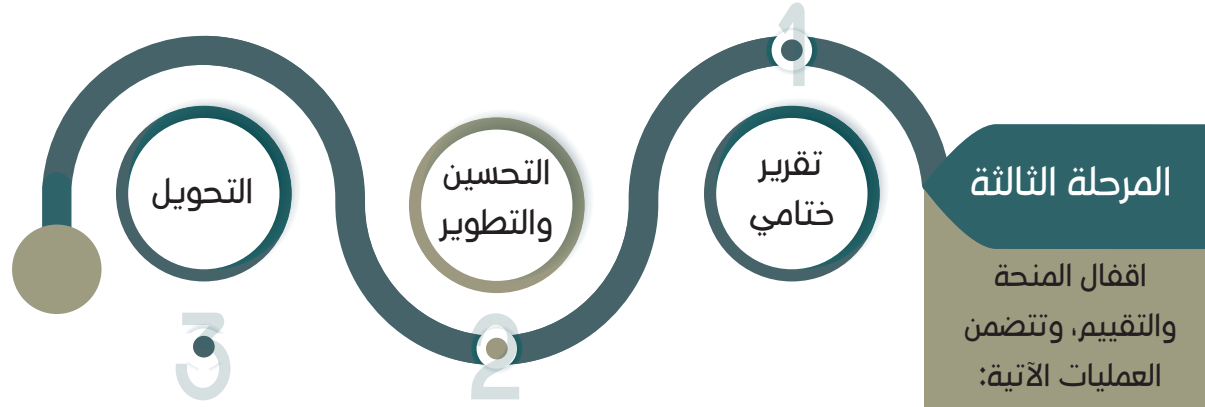 المرحلة الثالثة
اقفال المنحة
والتقييم، وتتضمن
العمليات الآتية:
1
تقرير
ختامي
2
التحسين
والتطوير
3
التحويل